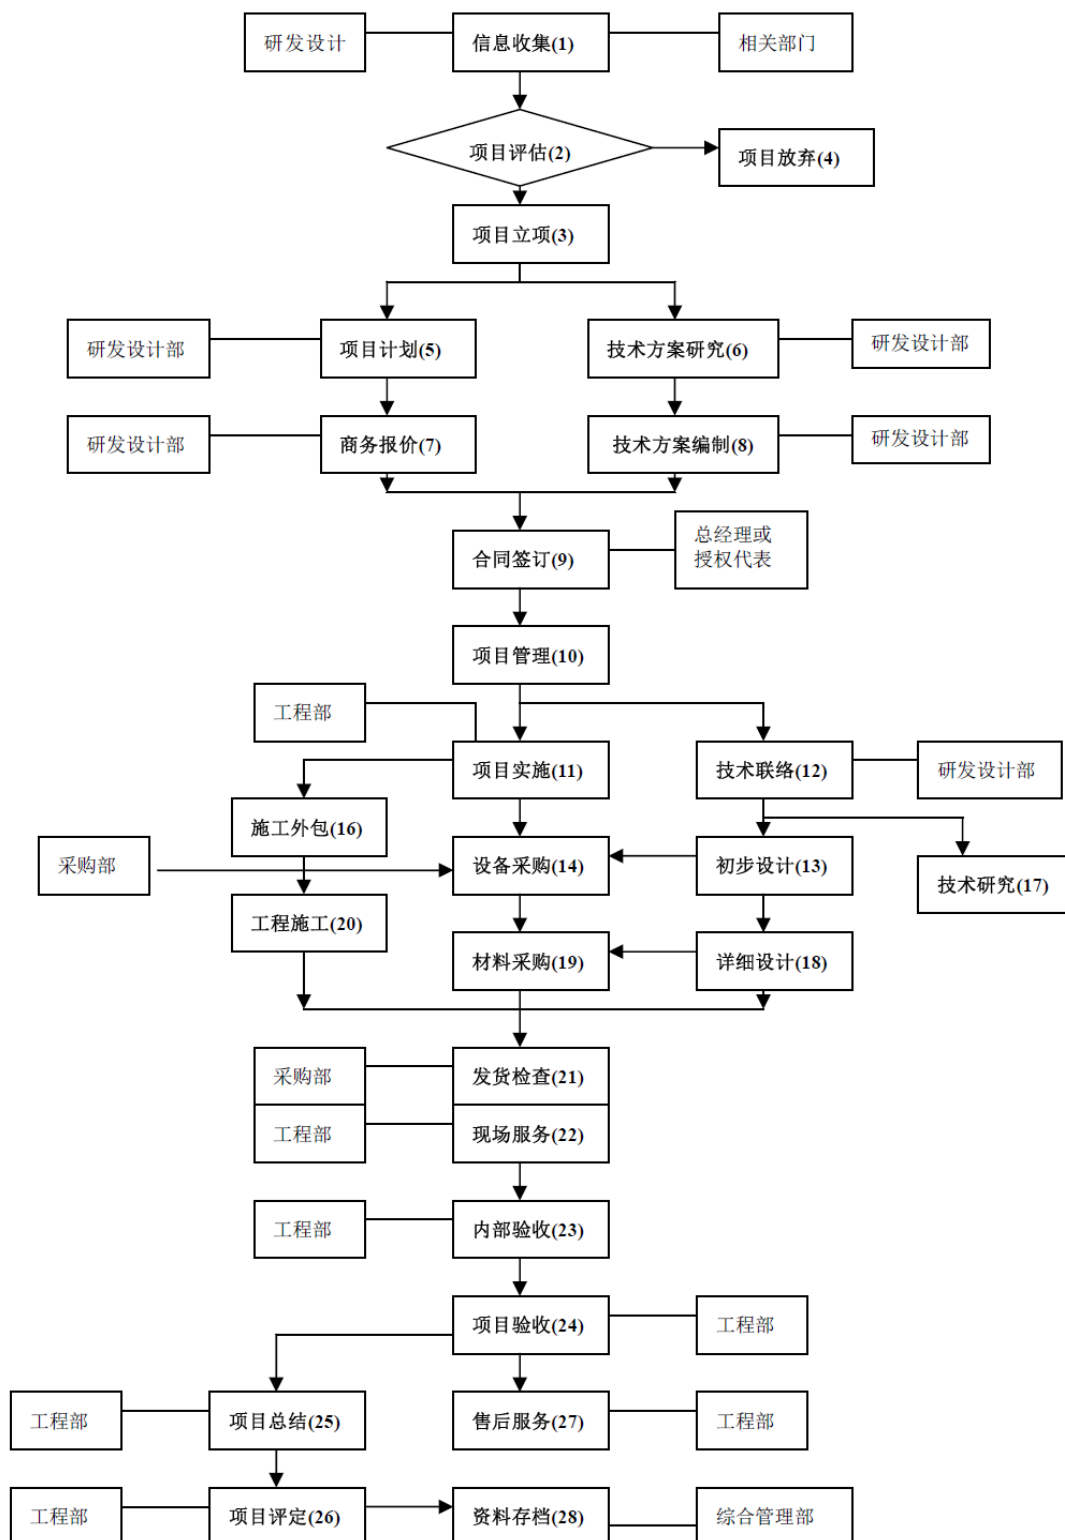 研发设计
信息收集(1)
相关部门
项目评估(2)
项目放弃(4)
项目立项(3)
研发设计部
项目计划(5)
技术方案研究(6)
研发设计部
研发设计部
商务报价(7)
技术方案编制(8)
研发设计部
合同签订(9)
总经理或
授权代表
项目管理(10)
工程部
项目实施(11)
技术联络(12)
研发设计部
施工外包(16)
采购部
设备采购(14)
初步设计(13)
技术研究(17)
工程施工(20)
材料采购(19)
详细设计(18)
采购部
发货检查(21)
工程部
现场服务(22)
工程部
内部验收(23)
项目验收(24)
工程部
工程部
项目总结(25)
售后服务(27)
工程部
工程部
项目评定(26)
资料存档(28)
综合管理部